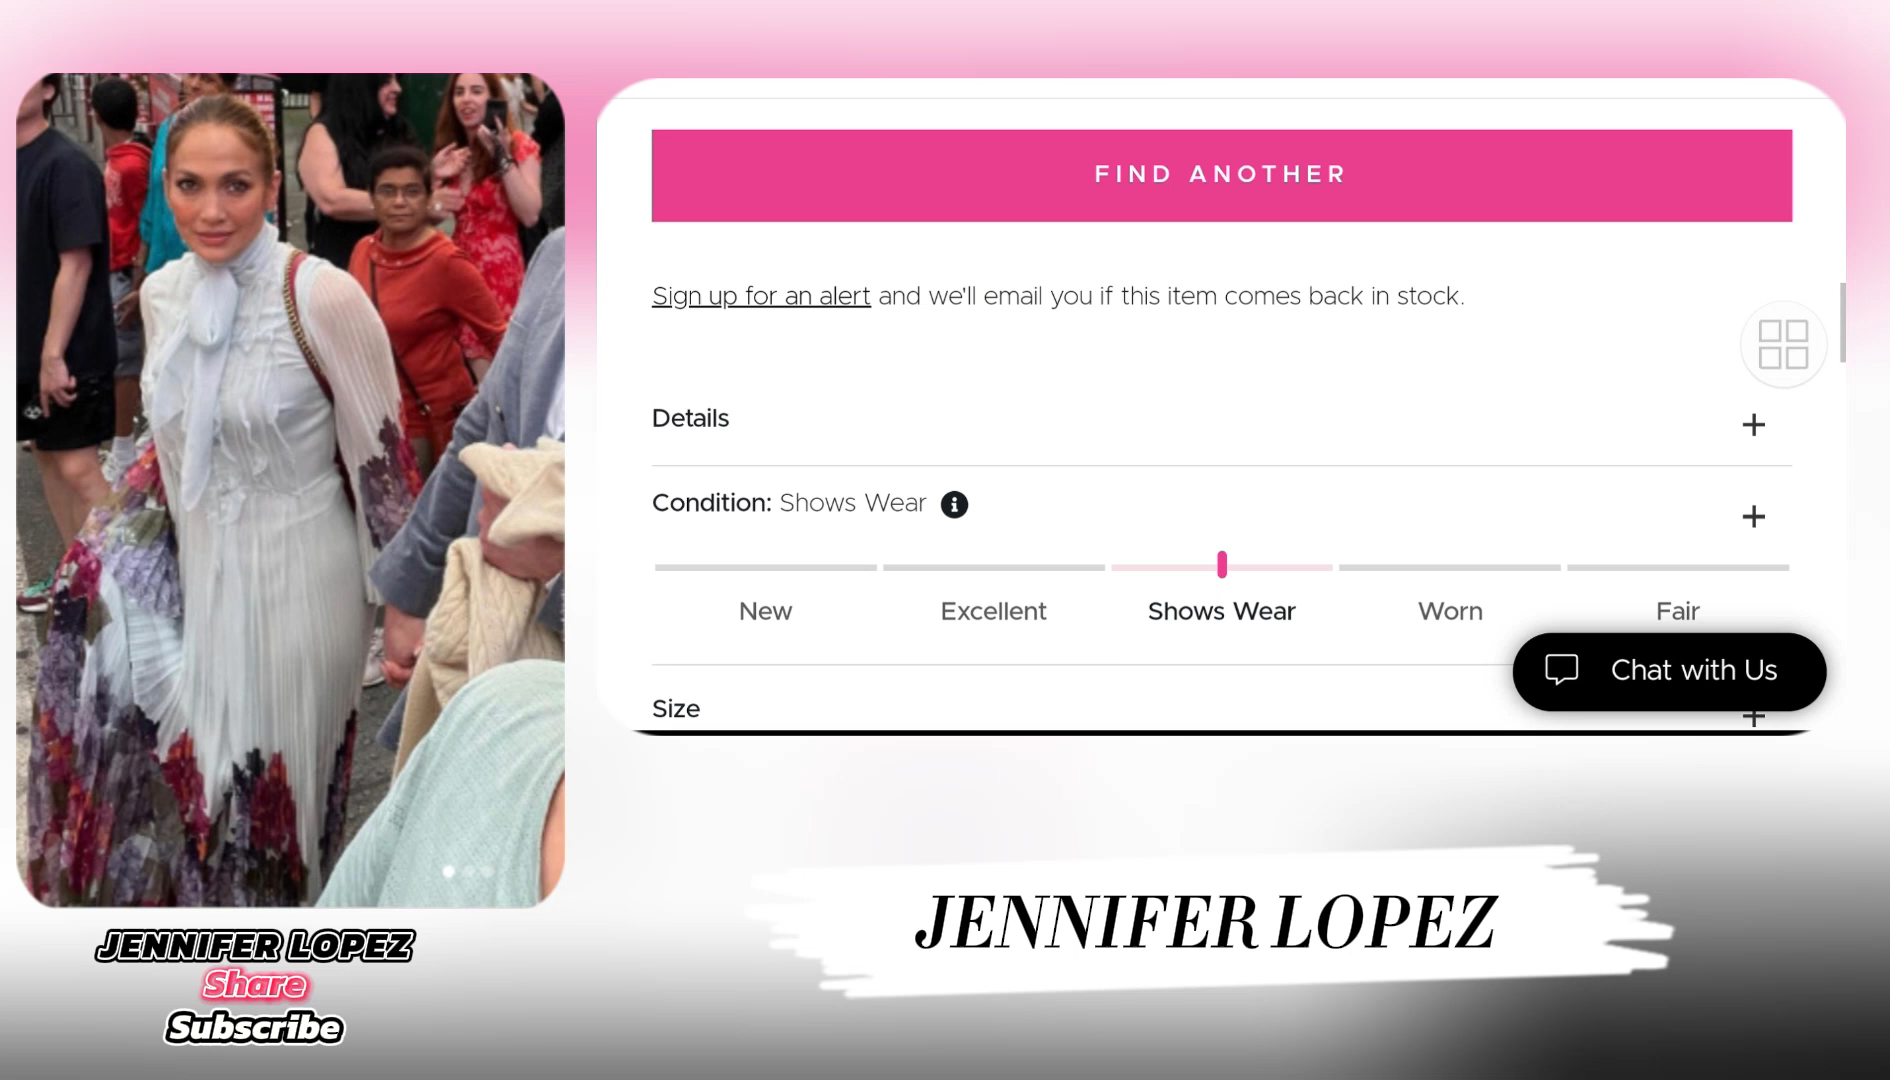 FIND ANOTHER
Sign up for an alert and we'll email you if this item comes back in stock.
Details
Condition: Shows Wear
New
Excellent
Shows Wear
Worn
Fair
Chat with Us
Size
JENNIFER LOPEZ
JENNIFER LOPEZ
Share
Subscribe